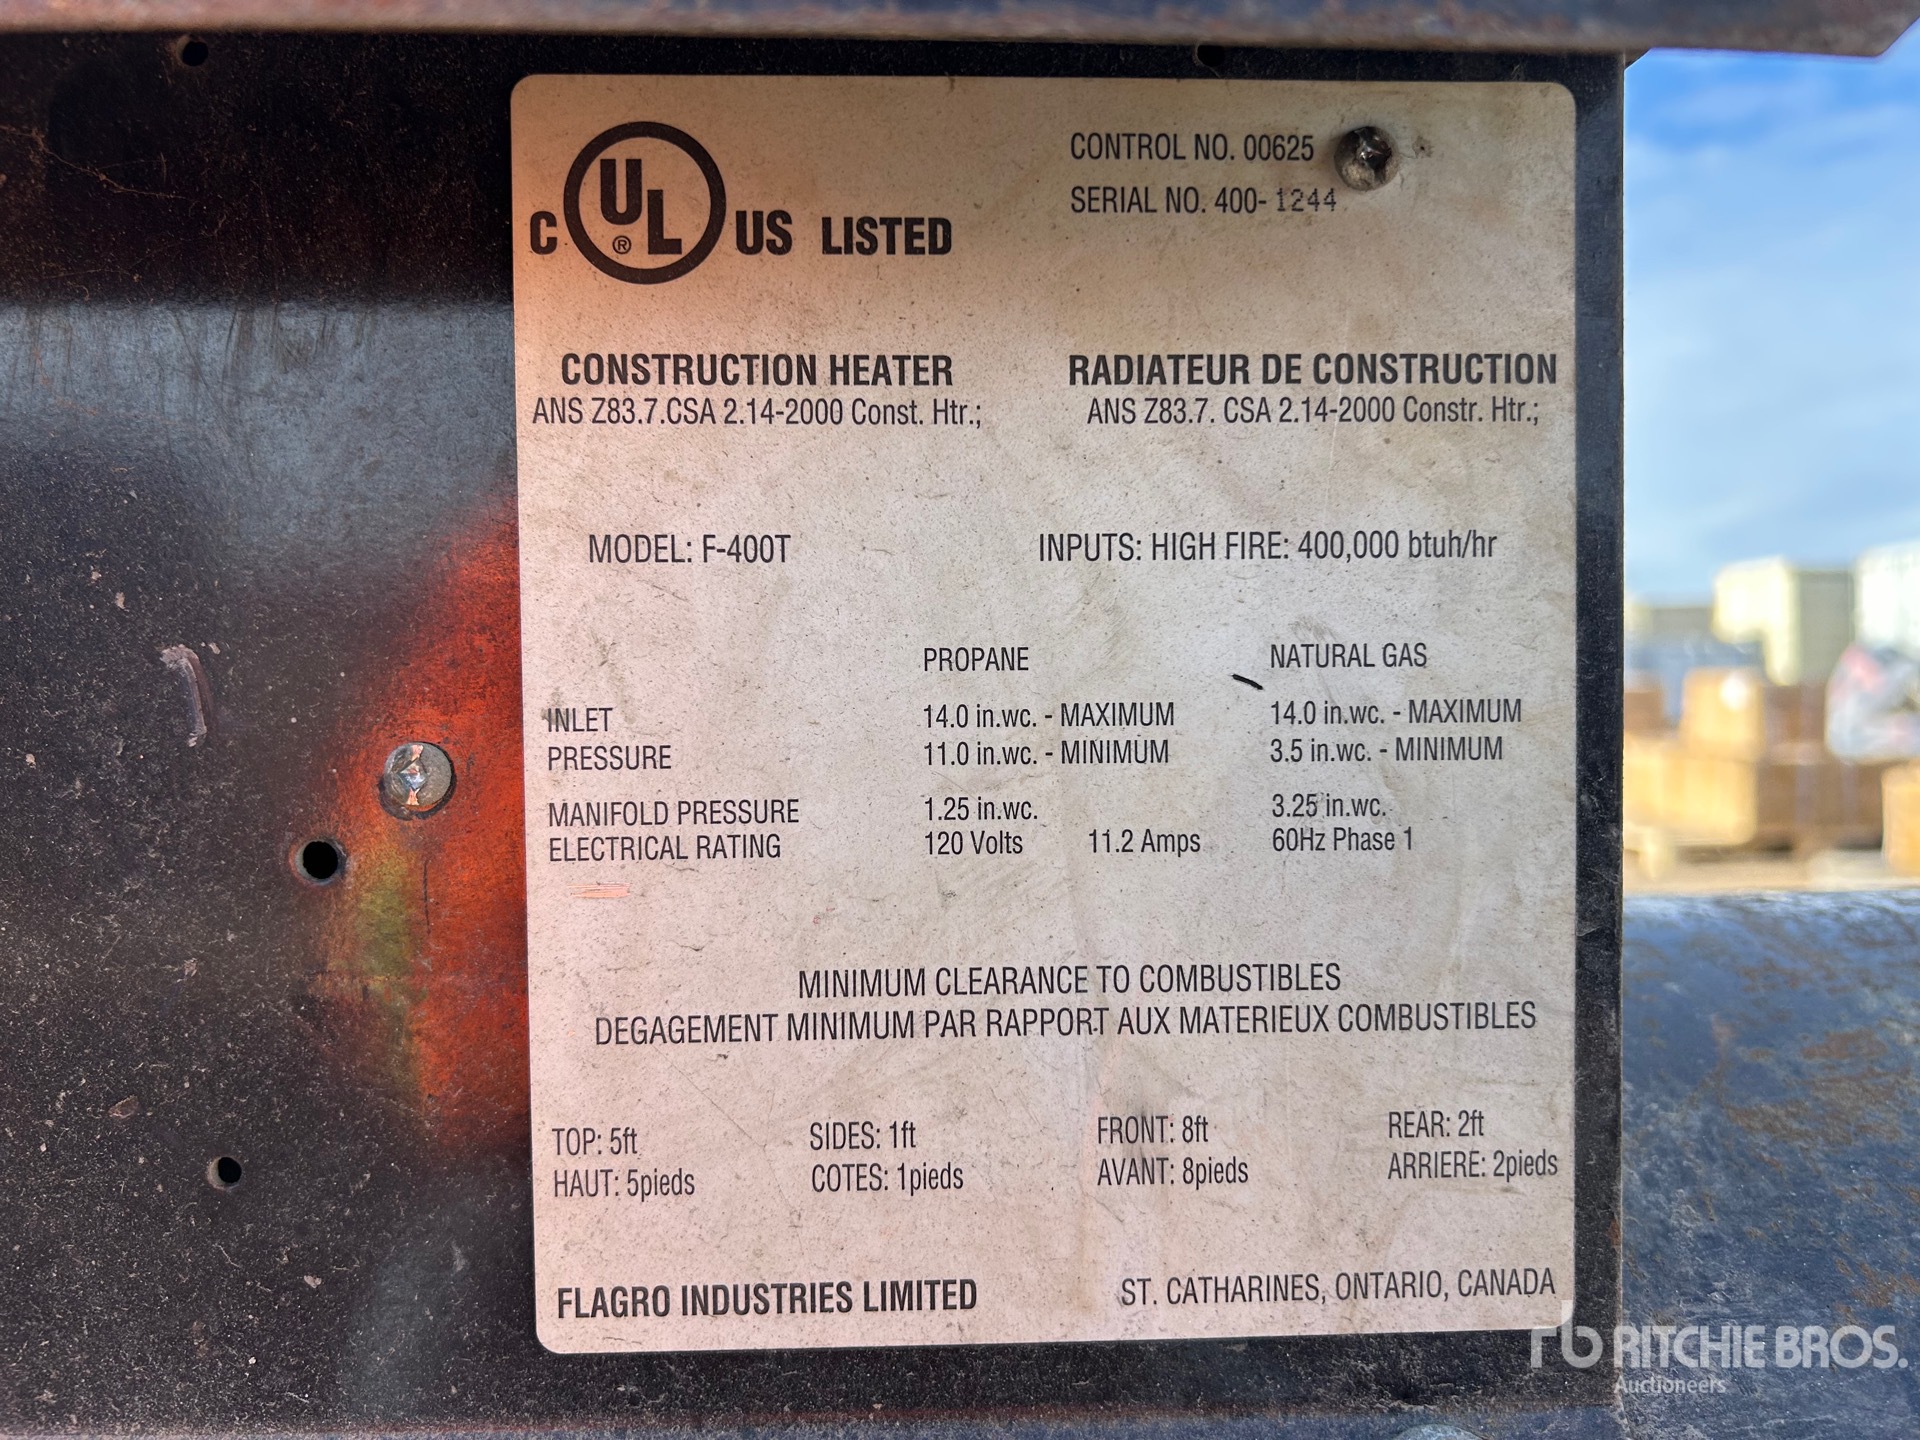 CONTROL NO. 00625
SERIAL NO. 400- 1244
C UL ® US LISTED
CONSTRUCTION HEATER
ANS Z83.7.CSA 2.14-2000 Const. Htr.;
RADIATEUR DE CONSTRUCTION
ANS Z83.7. CSA 2.14-2000 Constr. Htr.;
MODEL: F-400T INPUTS: HIGH FIRE: 400,000 btuh/hr
PROPANE NATURAL GAS
INLET 14.0 in.wc. - MAXIMUM 14.0 in.wc. - MAXIMUM
PRESSURE 11.0 in.wc. - MINIMUM 3.5 in.wc. - MINIMUM
MANIFOLD PRESSURE 1.25 in.wc. 3.25 in.wc.
ELECTRICAL RATING 120 Volts 11.2 Amps 60Hz Phase 1
MINIMUM CLEARANCE TO COMBUSTIBLES
DEGAGEMENT MINIMUM PAR RAPPORT AUX MATERIEUX COMBUSTIBLES
TOP: 5ft SIDES: 1ft FRONT: 8ft REAR: 2ft
HAUT: 5pieds COTES: 1pieds AVANT: 8pieds ARRIERE: 2pieds
FLAGRO INDUSTRIES LIMITED ST. CATHARINES, ONTARIO, CANADA
rb RITCHIE BROS.
Auctioneers